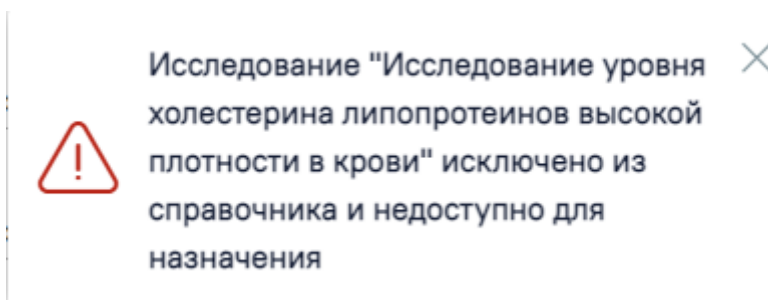 Исследование "Исследование уровня
холестерина липопротеинов высокой
плотности в крови" исключено из
справочника и недоступно для
назначения